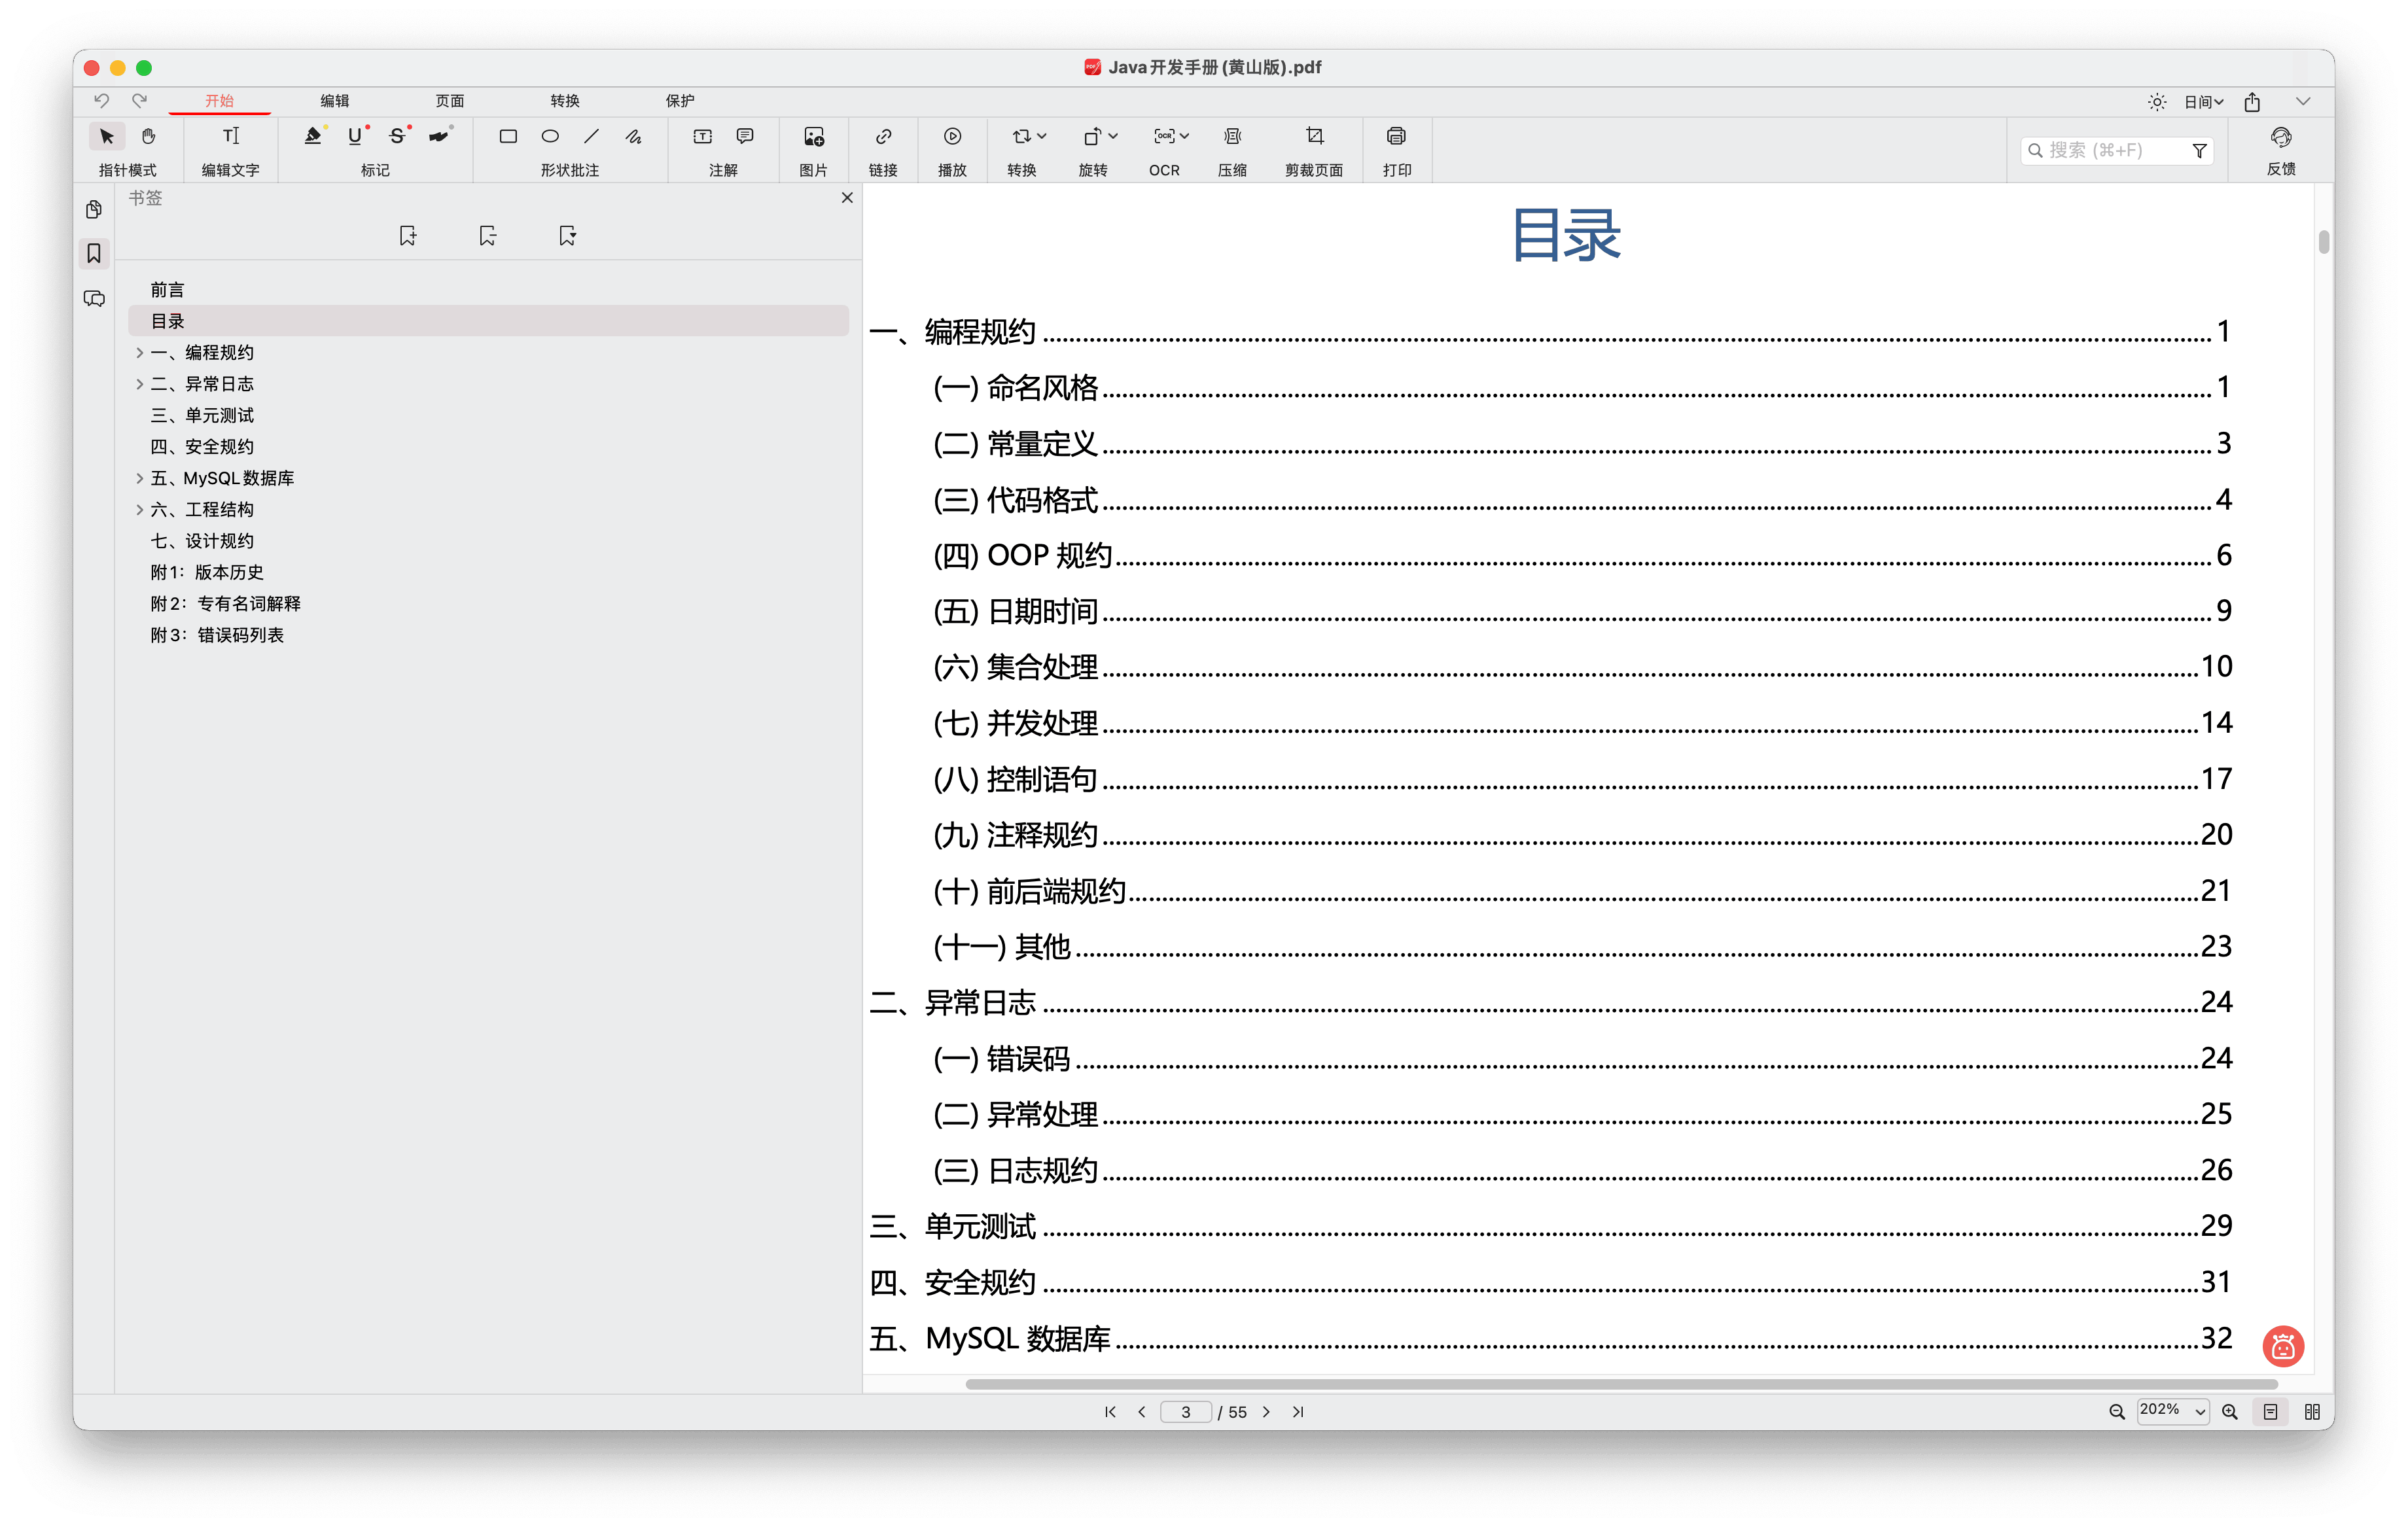 Java开发手册(黄山版).pdf
开始 编辑 页面 转换 保护 日间
指针模式 编辑文字 标记 形状批注 注解 图片 链接 播放 转换 旋转 OCR 压缩 剪裁页面 打印 搜索 (⌘+F) 反馈
书签
前言
目录
一、编程规约
二、异常日志
三、单元测试
四、安全规约
五、MySQL数据库
六、工程结构
七、设计规约
附1：版本历史
附2：专有名词解释
附3：错误码列表
目录
一、编程规约 1
(一) 命名风格 1
(二) 常量定义 3
(三) 代码格式 4
(四) OOP 规约 6
(五) 日期时间 9
(六) 集合处理 10
(七) 并发处理 14
(八) 控制语句 17
(九) 注释规约 20
(十) 前后端规约 21
(十一) 其他 23
二、异常日志 24
(一) 错误码 24
(二) 异常处理 25
(三) 日志规约 26
三、单元测试 29
四、安全规约 31
五、MySQL 数据库 32
3 / 55 202%